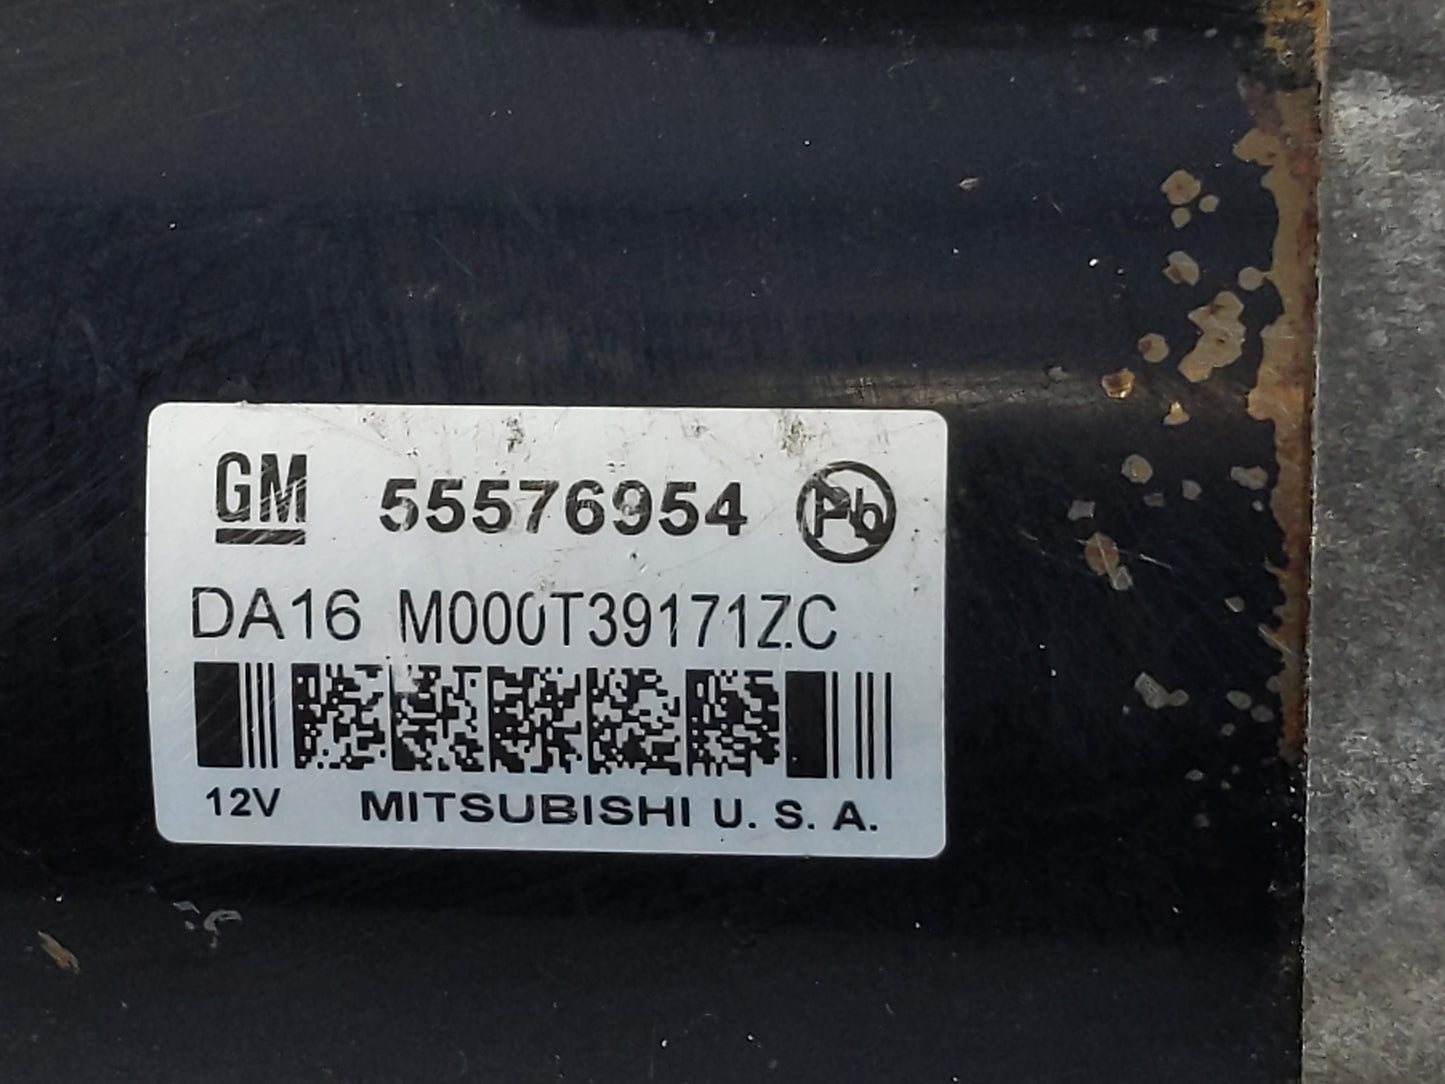 GM 55576954 Pb
DA16 M000T39171ZC
12V MITSUBISHI U. S. A.